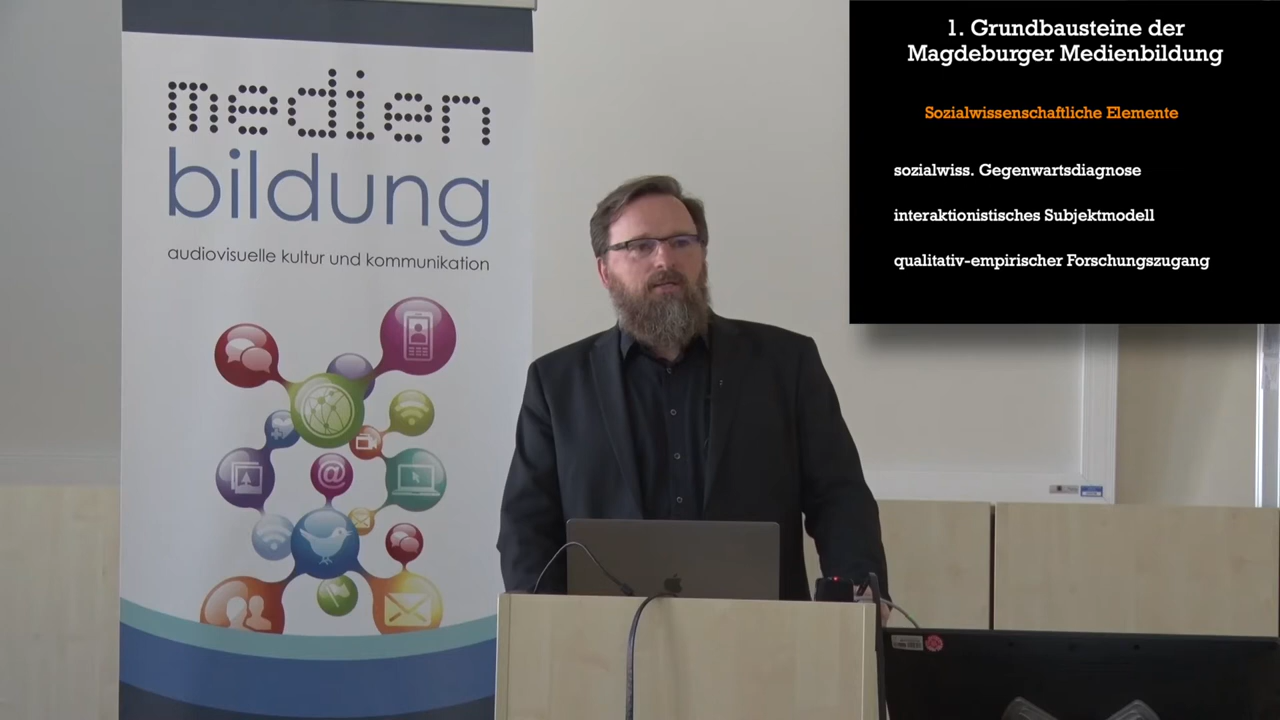 medien
bildung
audiovisuelle kultur und kommunikation
@
1. Grundbausteine der
Magdeburger Medienbildung
Sozialwissenschaftliche Elemente
sozialwiss. Gegenwartsdiagnose
interaktionistisches Subjektmodell
qualitativ-empirischer Forschungszugang